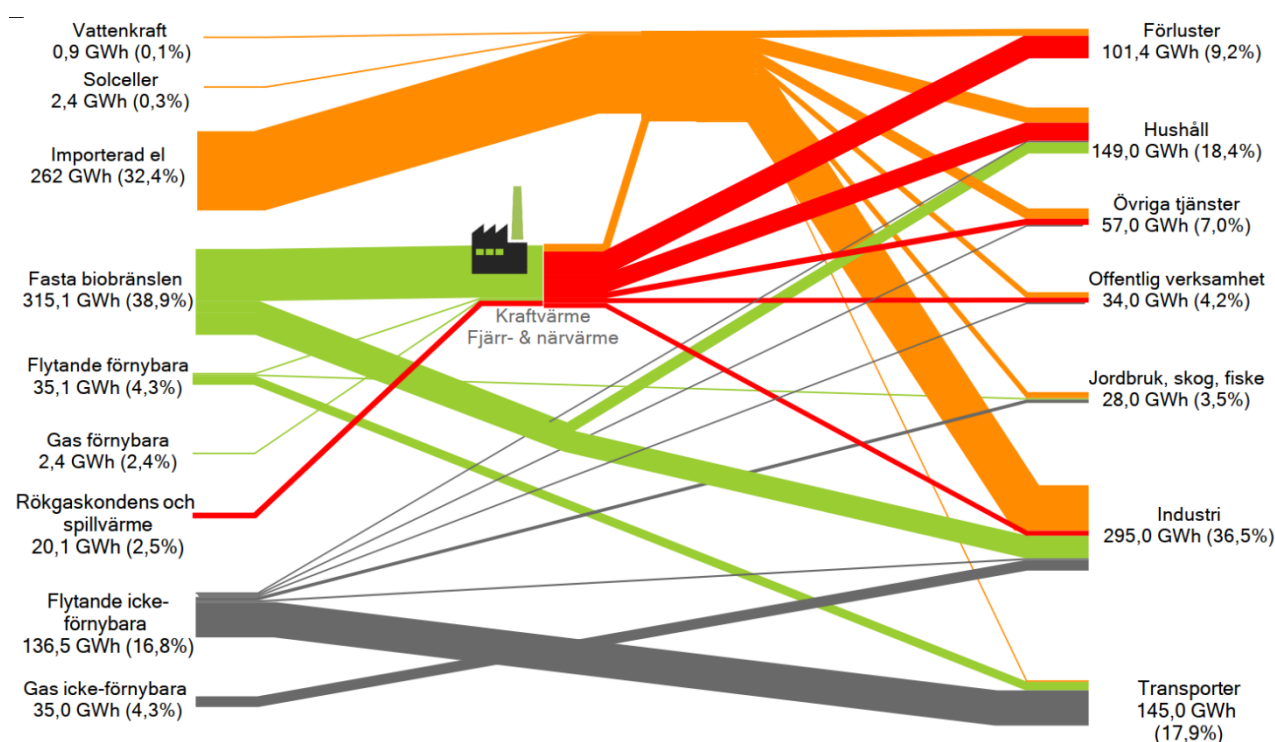 Vattenkraft
0,9 GWh (0,1%)
Solceller
2,4 GWh (0,3%)
Importerad el
262 GWh (32,4%)
Fasta biobränslen
315,1 GWh (38,9%)
Flytande förnybara
35,1 GWh (4,3%)
Gas förnybara
2,4 GWh (2,4%)
Rökgaskondens och
spillvärme
20,1 GWh (2,5%)
Flytande icke-
förnybara
136,5 GWh (16,8%)
Gas icke-förnybara
35,0 GWh (4,3%)
Kraftvärme
Fjärr- & närvärme
Förluster
101,4 GWh (9,2%)
Hushåll
149,0 GWh (18,4%)
Övriga tjänster
57,0 GWh (7,0%)
Offentlig verksamhet
34,0 GWh (4,2%)
Jordbruk, skog, fiske
28,0 GWh (3,5%)
Industri
295,0 GWh (36,5%)
Transporter
145,0 GWh
(17,9%)